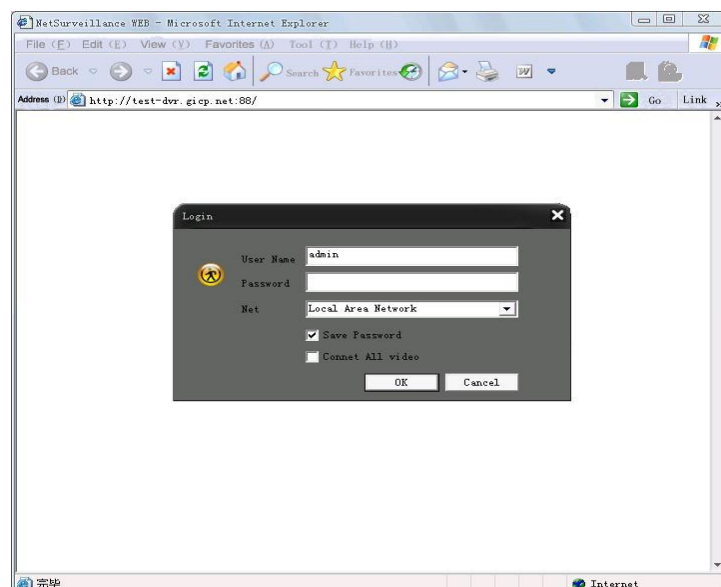 NetSurveillance WEB - Microsoft Internet Explorer
File (F) Edit (E) View (V) Favorites (A) Tool (T) Help (H)
Back Search Favorites W
Address (D) http://test-dvr.gicp.net:88/ Go Link »
Login
User Name admin
Password
Net Local Area Network
Save Password
Connet All video
OK Cancel
完毕 Internet